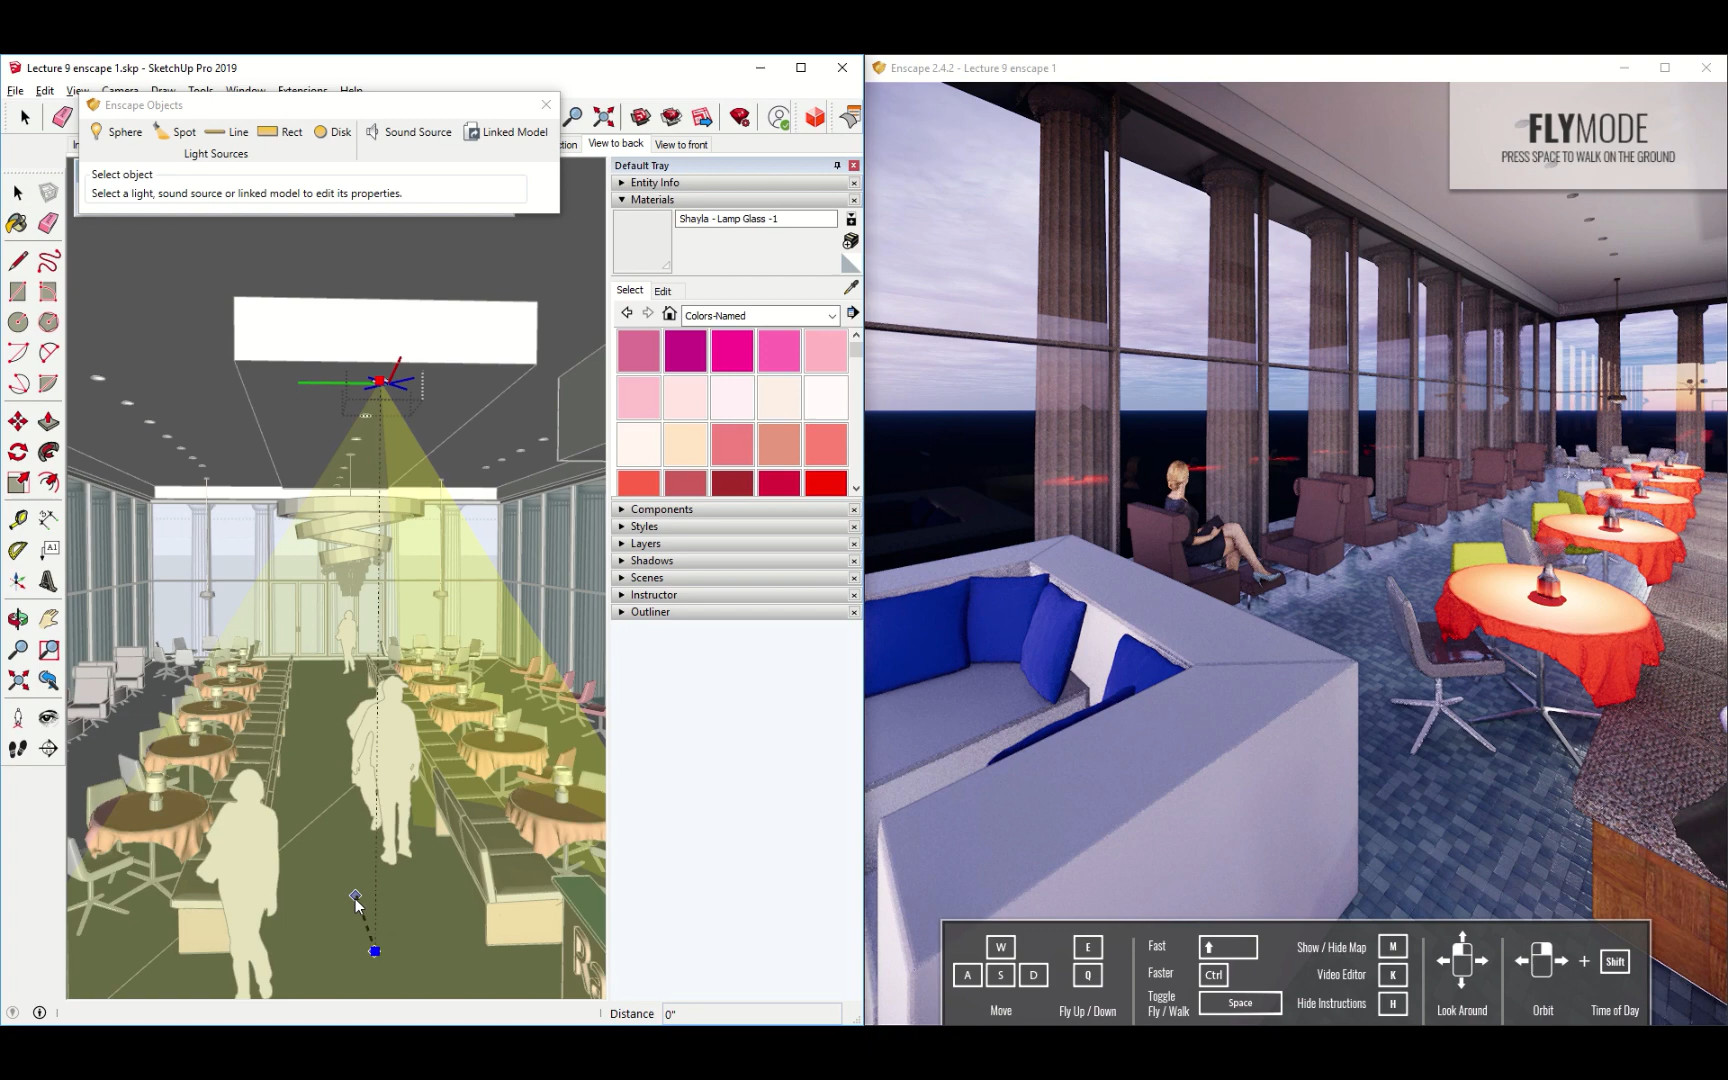 Lecture 9 enscape 1.skp - SketchUp Pro 2019
File Edit View Camera Draw Tools Window Extensions Help
Enscape Objects
Sphere Spot Line Rect Disk Sound Source Linked Model
Light Sources
Select object
Select a light, sound source or linked model to edit its properties.
View to back View to front
Default Tray
Entity Info
Materials
Shayla - Lamp Glass -1
Select Edit
Colors-Named
Components
Styles
Layers
Shadows
Scenes
Instructor
Outliner
A1
Distance 0"
Enscape 2.4.2 - Lecture 9 enscape 1
FLYMODE
PRESS SPACE TO WALK ON THE GROUND
W
A S D
Move
E
Q
Fly Up / Down
Fast
Faster Ctrl
Toggle
Fly / Walk Space
Show / Hide Map M
Video Editor K
Hide Instructions H
Look Around
Orbit
+ Shift
Time of Day